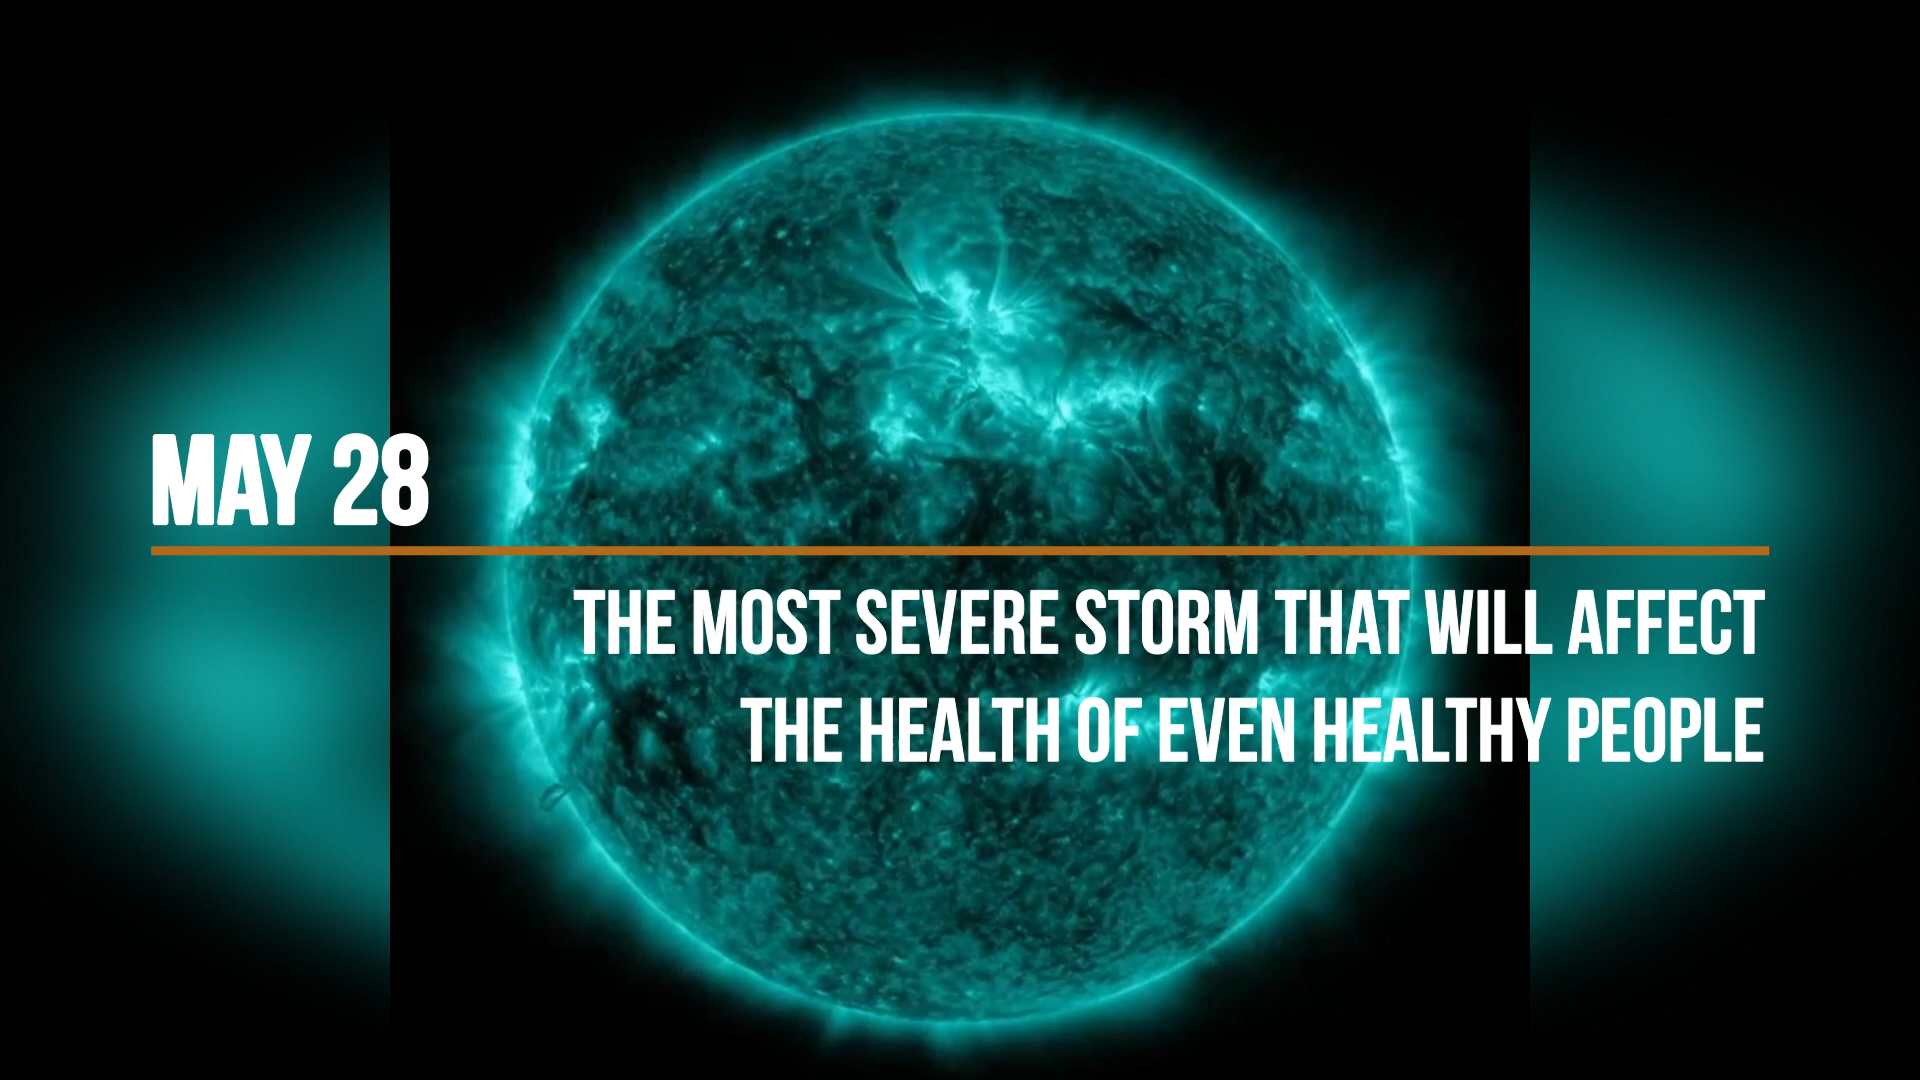 MAY 28
THE MOST SEVERE STORM THAT WILL AFFECT
THE HEALTH OF EVEN HEALTHY PEOPLE